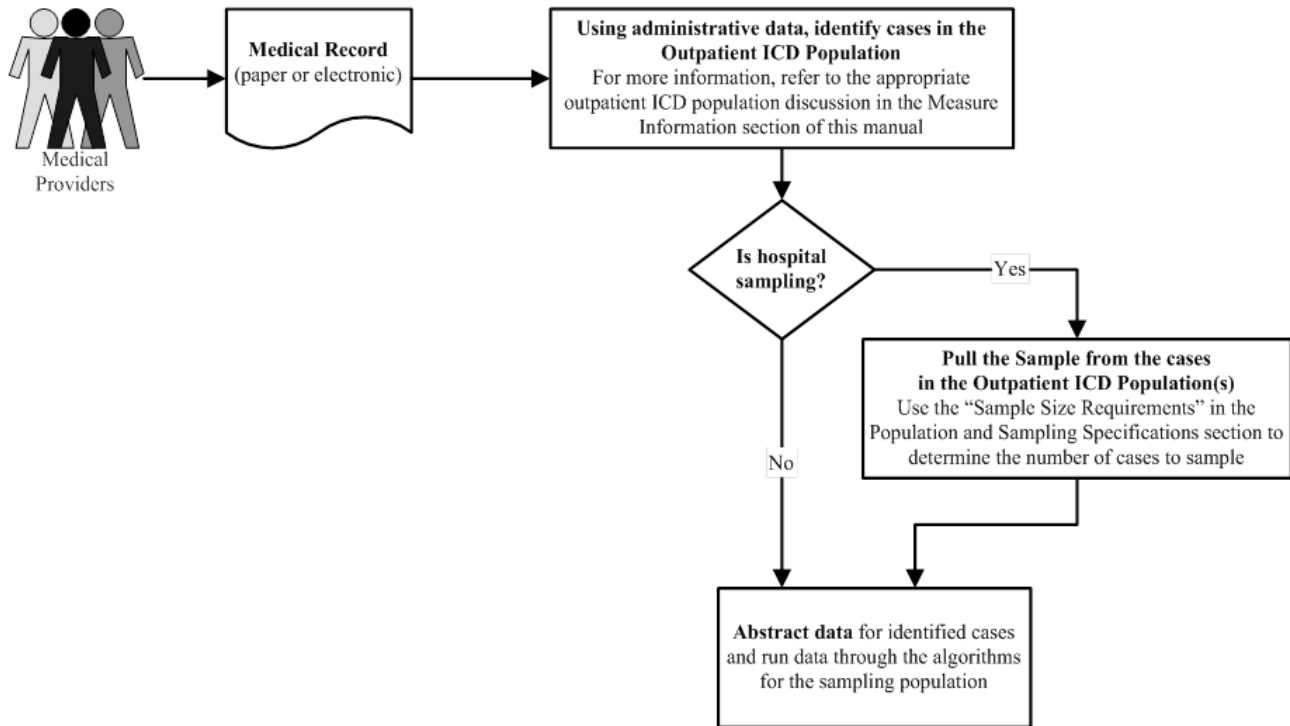 Medical
Providers
Medical Record
(paper or electronic)
Using administrative data, identify cases in the
Outpatient ICD Population
For more information, refer to the appropriate
outpatient ICD population discussion in the Measure
Information section of this manual
Is hospital
sampling?
Yes
Pull the Sample from the cases
in the Outpatient ICD Population(s)
Use the “Sample Size Requirements” in the
Population and Sampling Specifications section to
determine the number of cases to sample
No
Abstract data for identified cases
and run data through the algorithms
for the sampling population